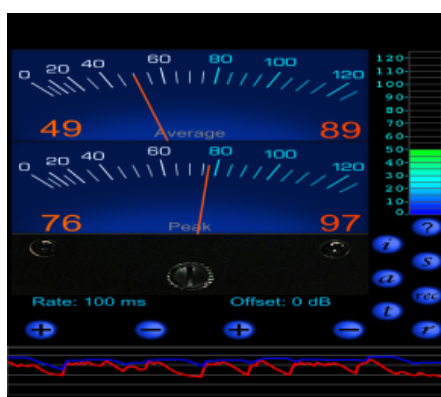 0 20 40 60 80 100 120
49 Average 89
0 20 40 60 80 100 120
76 Peak 97
120
110
100
90
80
70
60
50
40
30
20
10
0
?
i
s
a
rec
t
r
Rate: 100 ms Offset: 0 dB
+ − + −